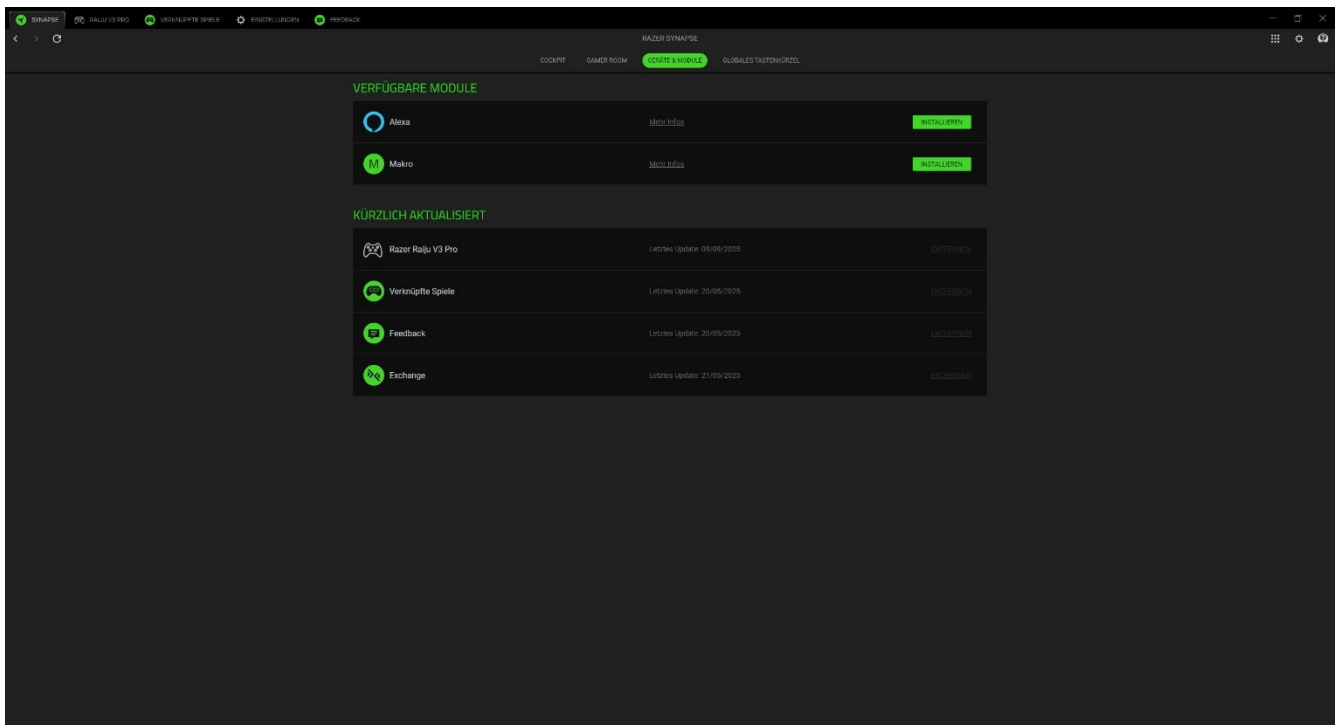 SYNAPSE RAIJU V3 PRO VERKNÜPFTE SPIELE EINSTELLUNGEN FEEDBACK
RAZER SYNAPSE
COCKPIT GAMER ROOM GERÄTE & MODULE GLOBALES TASTENKÜRZEL
VERFÜGBARE MODULE
Alexa Mehr Infos INSTALLIEREN
M Makro Mehr Infos INSTALLIEREN
KÜRZLICH AKTUALISIERT
Razer Raiju V3 Pro Letztes Update: 09/09/2025 ENTFERNEN
Verknüpfte Spiele Letztes Update: 20/05/2025 ENTFERNEN
Feedback Letztes Update: 20/05/2025 ENTFERNEN
Exchange Letztes Update: 21/05/2025 ENTFERNEN